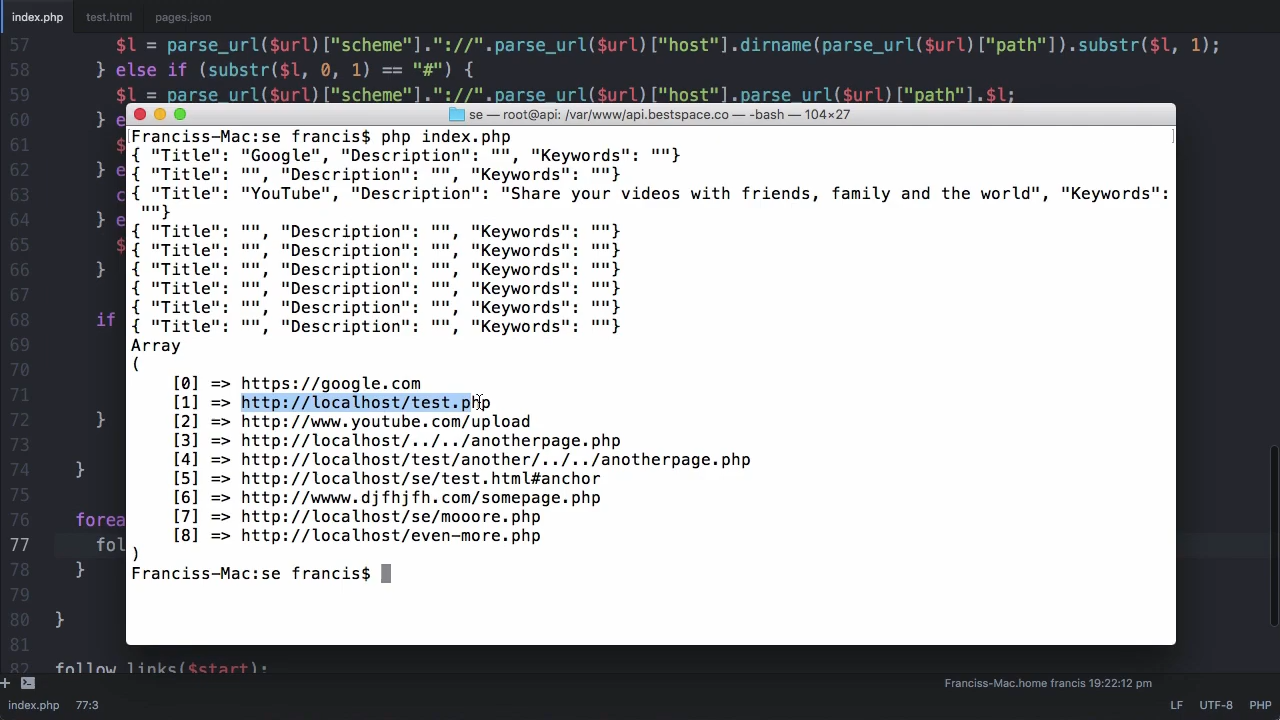 index.php test.html pages.json
57 $l = parse_url($url)["scheme"]."://".parse_url($url)["host"].dirname(parse_url($url)["path"]).substr($l, 1);
58 } else if (substr($l, 0, 1) == "#") {
59 $l = parse_url($url)["scheme"]."://".parse_url($url)["host"].parse_url($url)["path"].$l;
se — root@api: /var/www/api.bestspace.co — -bash — 104×27
60 } e
Franciss-Mac:se francis$ php index.php
61 $
{ "Title": "Google", "Description": "", "Keywords": ""}
62 } e
{ "Title": "", "Description": "", "Keywords": ""}
63 c
{ "Title": "YouTube", "Description": "Share your videos with friends, family and the world", "Keywords":
""}
64 } e
{ "Title": "", "Description": "", "Keywords": ""}
65 $
{ "Title": "", "Description": "", "Keywords": ""}
66 }
{ "Title": "", "Description": "", "Keywords": ""}
67
{ "Title": "", "Description": "", "Keywords": ""}
{ "Title": "", "Description": "", "Keywords": ""}
68 if
{ "Title": "", "Description": "", "Keywords": ""}
69
Array
70
(
[0] => https://google.com
71
[1] => http://localhost/test.php
72 }
[2] => http://www.youtube.com/upload
73
[3] => http://localhost/../../anotherpage.php
74 }
[4] => http://localhost/test/another/../../anotherpage.php
[5] => http://localhost/se/test.html#anchor
75
[6] => http://wwww.djfhjfh.com/somepage.php
76 forea
[7] => http://localhost/se/mooore.php
77 fol
[8] => http://localhost/even-more.php
)
78 }
Franciss-Mac:se francis$
79
80 }
81
82 follow_links($start);
+ Franciss-Mac.home francis 19:22:12 pm
index.php 77:3 LF UTF-8 PHP